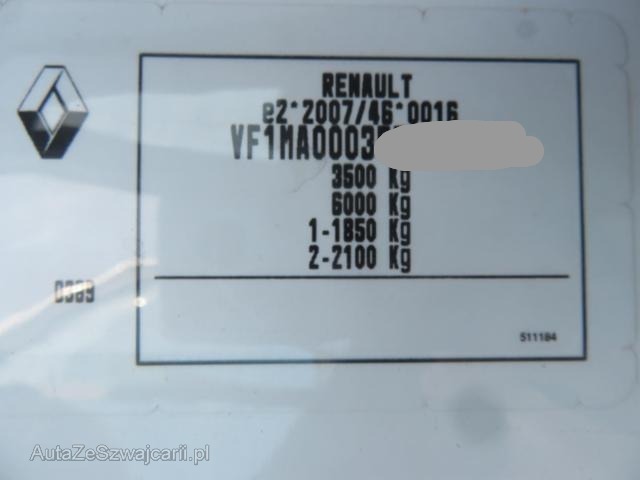 RENAULT
e2*2007/46*0016
VF1MA0003
3500 Kg
6000 Kg
1-1850 Kg
2-2100 Kg
511184
AutaZeSzwajcarii.pl